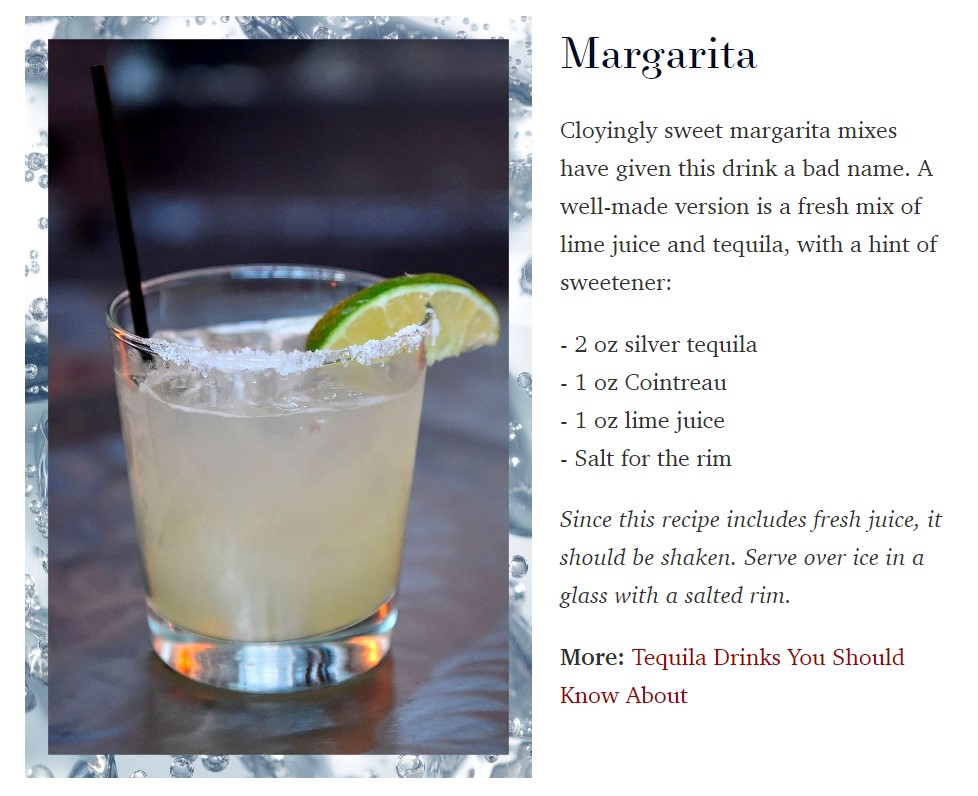 Margarita
Cloyingly sweet margarita mixes
have given this drink a bad name. A
well-made version is a fresh mix of
lime juice and tequila, with a hint of
sweetener:
- 2 oz silver tequila
- 1 oz Cointreau
- 1 oz lime juice
- Salt for the rim
Since this recipe includes fresh juice, it
should be shaken. Serve over ice in a
glass with a salted rim.
More: Tequila Drinks You Should
Know About